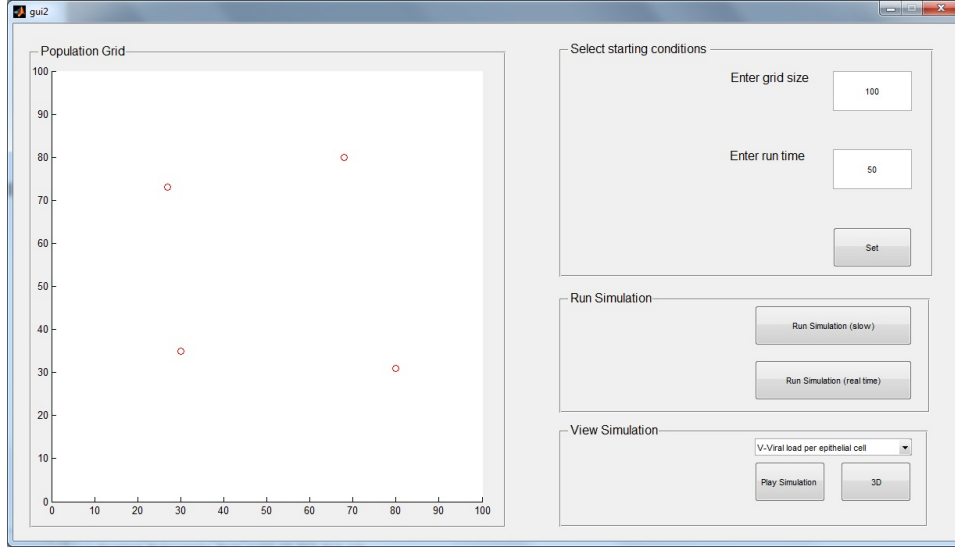 gui2
Population Grid
100
90
80
70
60
50
40
30
20
10
0
0 10 20 30 40 50 60 70 80 90 100
Select starting conditions
Enter grid size
100
Enter run time
50
Set
Run Simulation
Run Simulation (slow)
Run Simulation (real time)
View Simulation
V-Viral load per epithelial cell
Play Simulation 3D